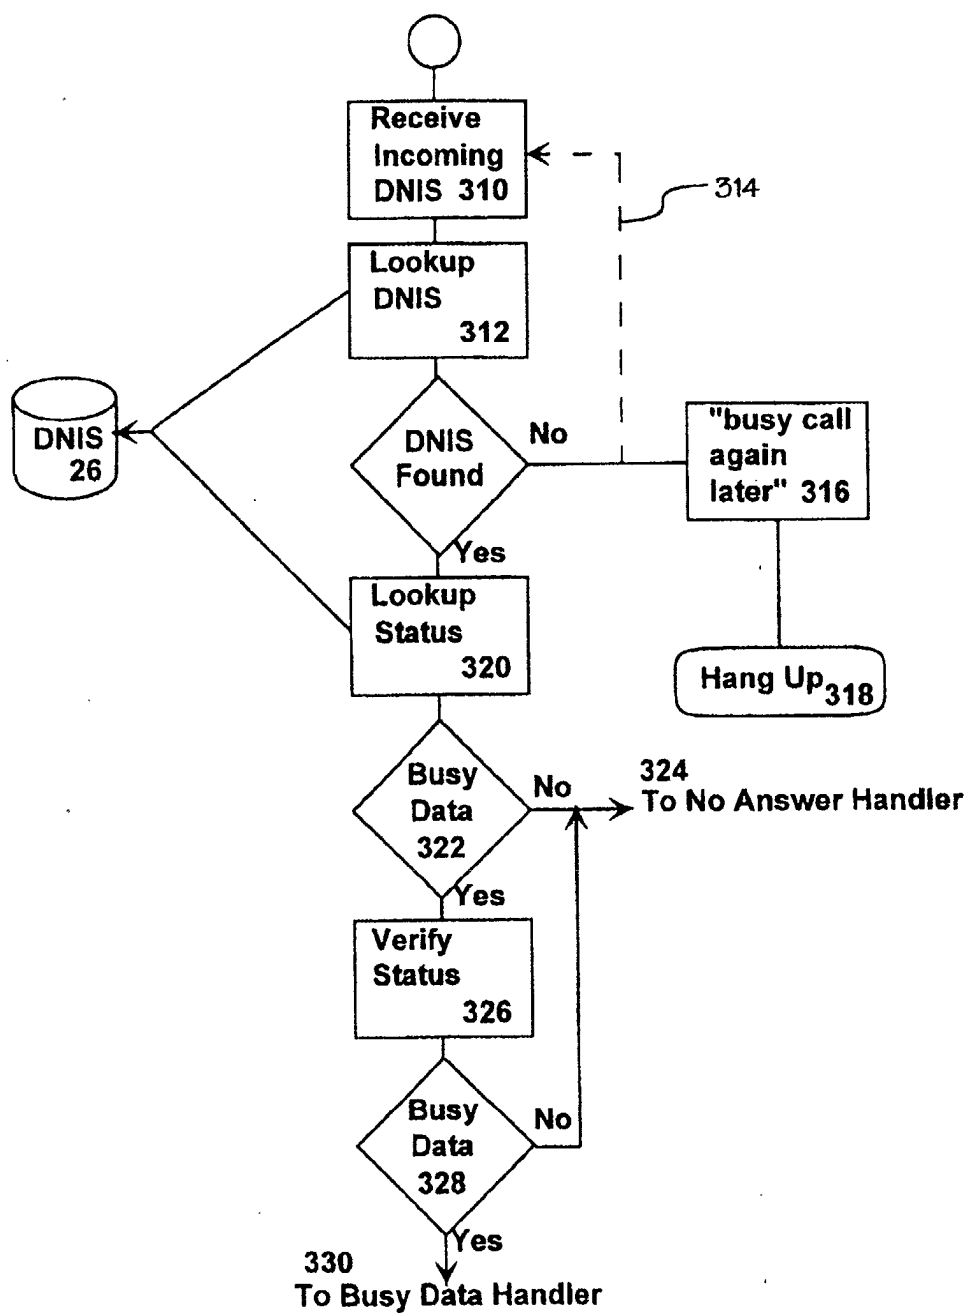 Receive
Incoming
DNIS 310
314
Lookup
DNIS
312
DNIS
26
DNIS
Found
No
"busy call
again
later" 316
Yes
Lookup
Status
320
Hang Up 318
Busy
Data
322
No
324
To No Answer Handler
Yes
Verify
Status
326
Busy
Data
328
No
Yes
330
To Busy Data Handler